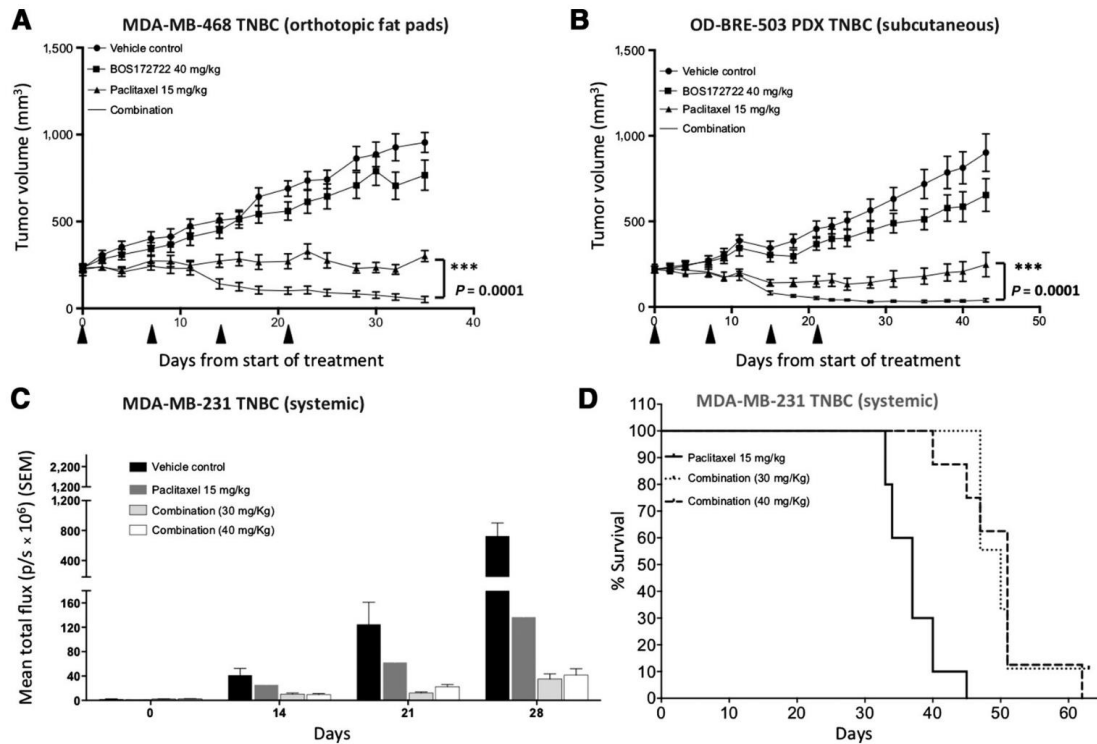 A
MDA-MB-468 TNBC (orthotopic fat pads)
1,500
1,000
500
0
Tumor volume (mm³)
Vehicle control
BOS172722 40 mg/kg
Paclitaxel 15 mg/kg
Combination
***
P = 0.0001
0 10 20 30 40
Days from start of treatment
B
OD-BRE-503 PDX TNBC (subcutaneous)
1,500
1,000
500
0
Tumor volume (mm³)
Vehicle control
BOS172722 40 mg/kg
Paclitaxel 15 mg/kg
Combination
***
P = 0.0001
0 10 20 30 40 50
Days from start of treatment
C
MDA-MB-231 TNBC (systemic)
2,200
1,200
1,200
800
400
160
120
80
40
0
Mean total flux (p/s × 10⁶) (SEM)
Vehicle control
Paclitaxel 15 mg/kg
Combination (30 mg/Kg)
Combination (40 mg/Kg)
0 14 21 28
Days
D
MDA-MB-231 TNBC (systemic)
110
100
90
80
70
60
50
40
30
20
10
0
% Survival
Paclitaxel 15 mg/kg
Combination (30 mg/Kg)
Combination (40 mg/Kg)
0 10 20 30 40 50 60
Days